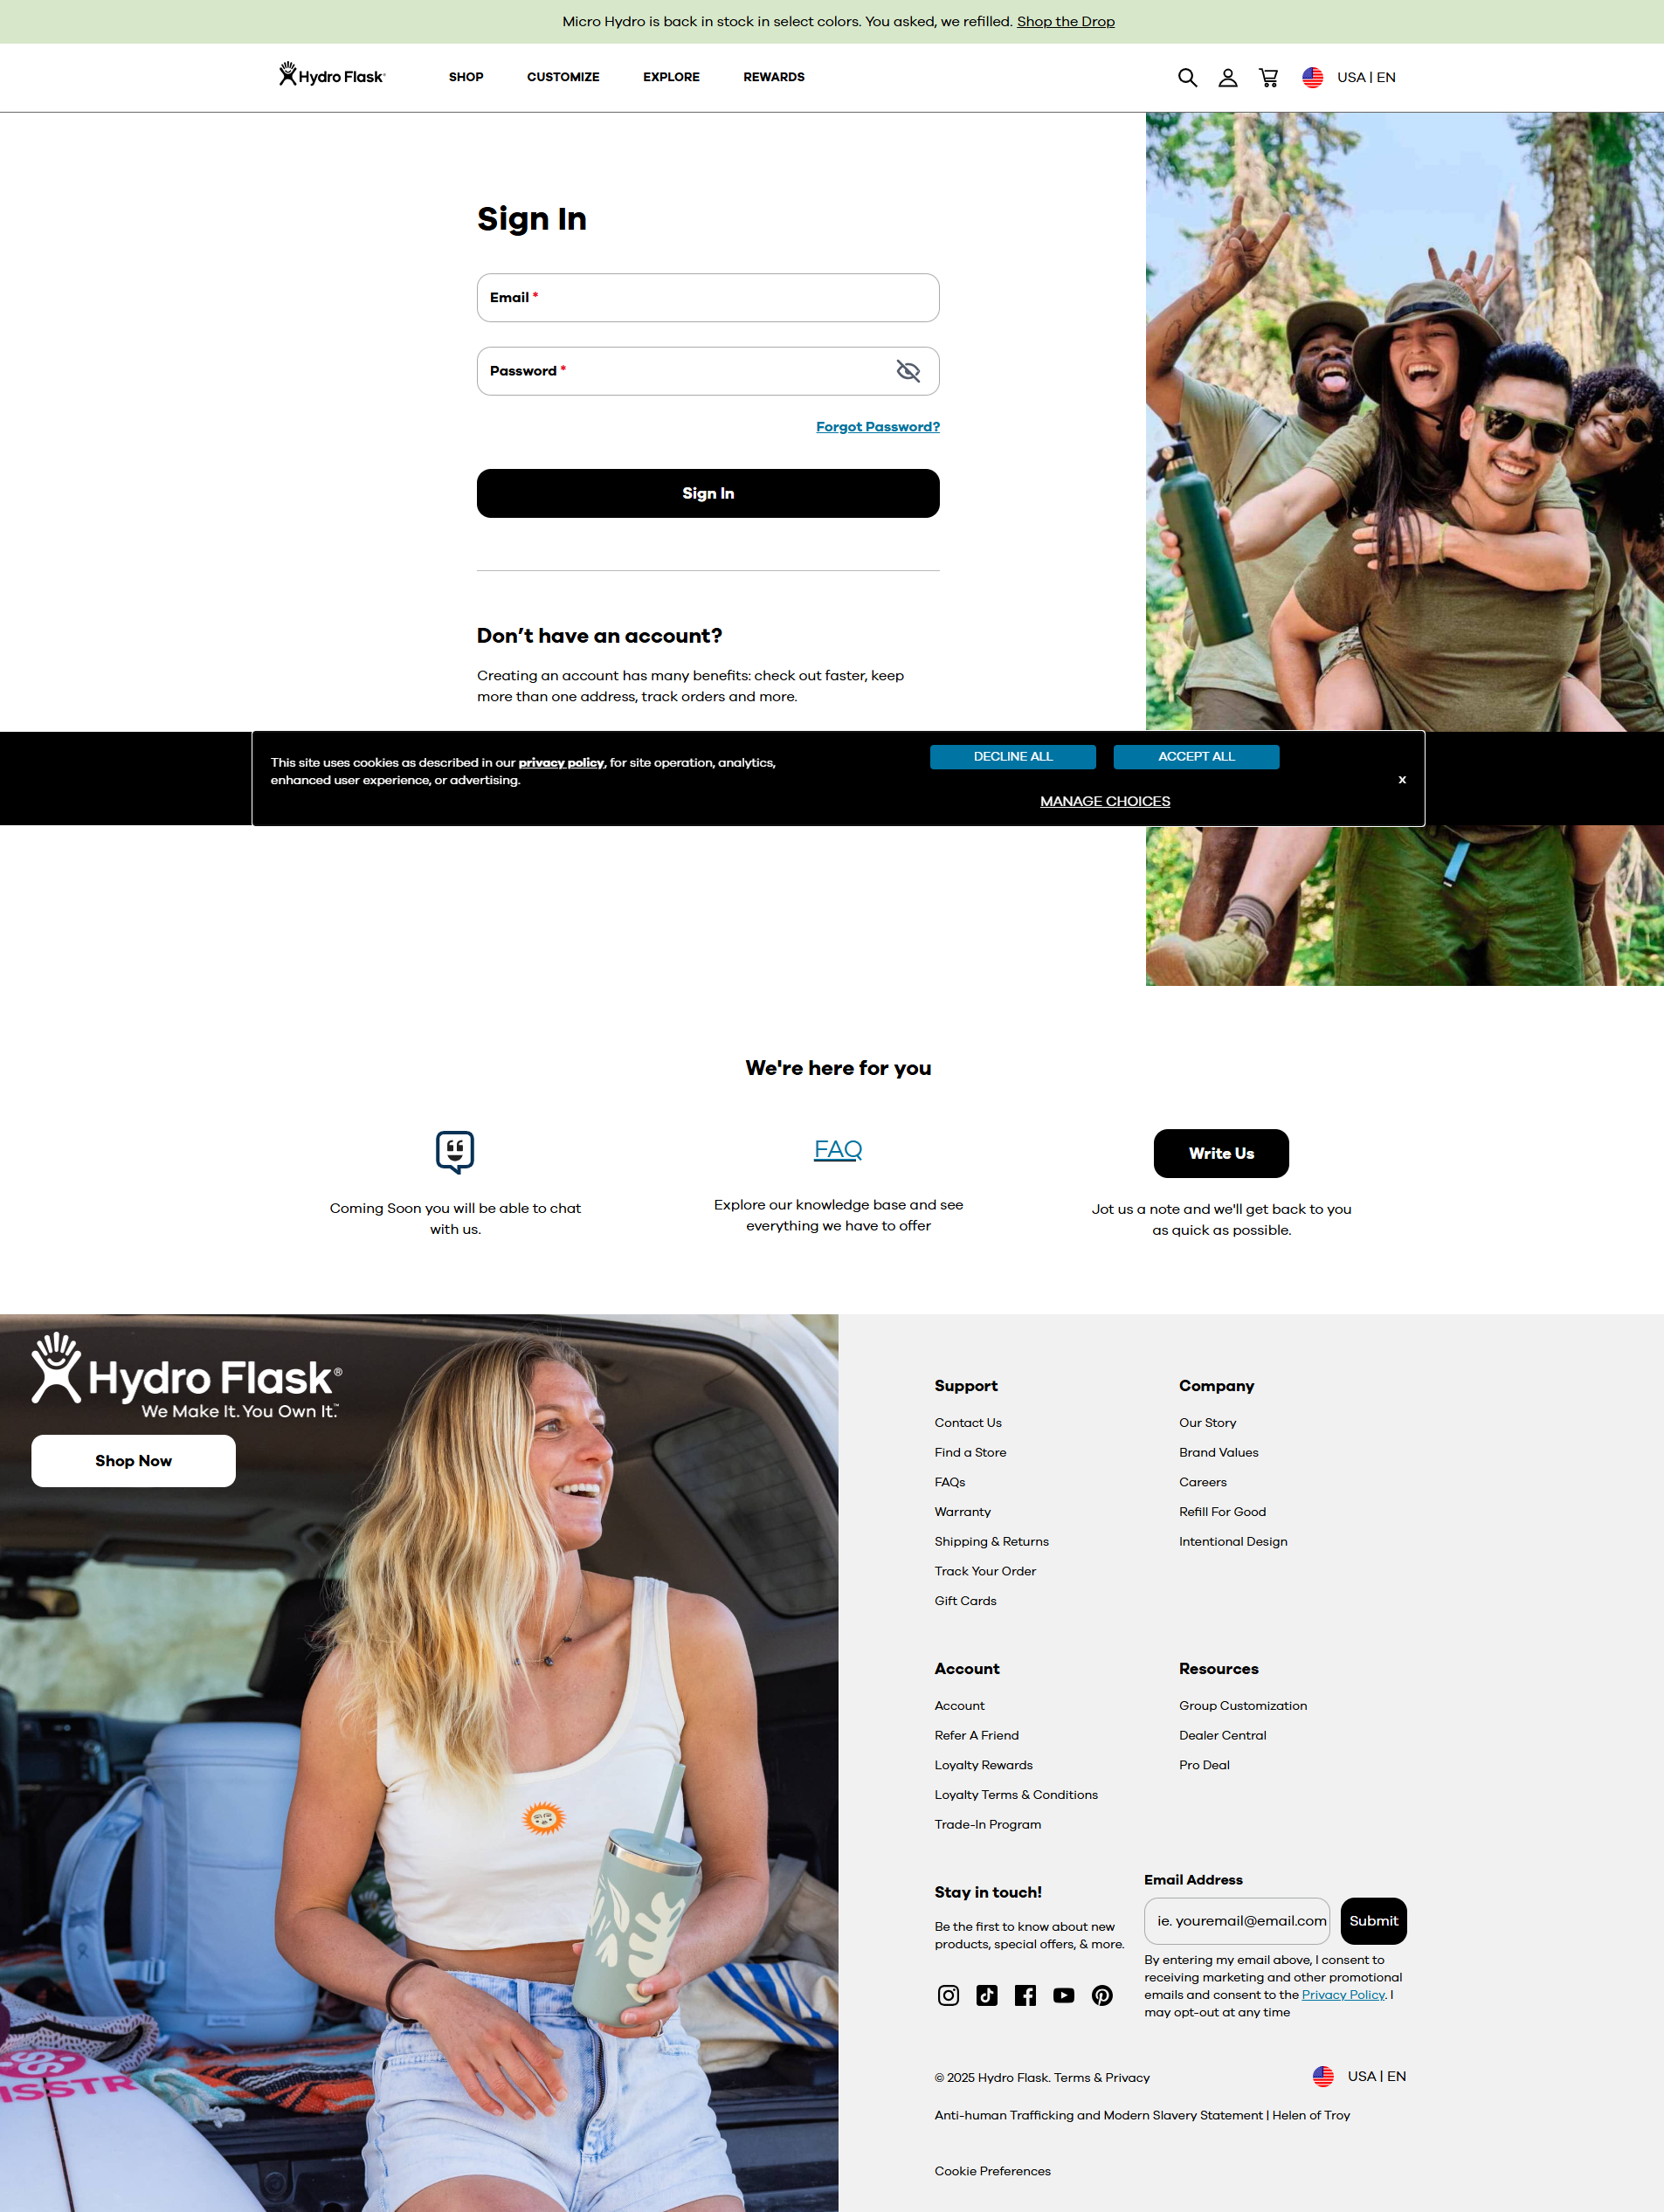 Micro Hydro is back in stock in select colors. You asked, we refilled. Shop the Drop
Hydro Flask®
SHOP
CUSTOMIZE
EXPLORE
REWARDS
USA | EN
Sign In
Email *
Password *
Forgot Password?
Sign In
Don’t have an account?
Creating an account has many benefits: check out faster, keep
more than one address, track orders and more.
This site uses cookies as described in our privacy policy, for site operation, analytics,
enhanced user experience, or advertising.
DECLINE ALL
ACCEPT ALL
MANAGE CHOICES
x
We're here for you
Coming Soon you will be able to chat
with us.
FAQ
Explore our knowledge base and see
everything we have to offer
Write Us
Jot us a note and we'll get back to you
as quick as possible.
Hydro Flask®
We Make It. You Own It.™
Shop Now
Support
Contact Us
Find a Store
FAQs
Warranty
Shipping & Returns
Track Your Order
Gift Cards
Company
Our Story
Brand Values
Careers
Refill For Good
Intentional Design
Account
Account
Refer A Friend
Loyalty Rewards
Loyalty Terms & Conditions
Trade-In Program
Resources
Group Customization
Dealer Central
Pro Deal
Stay in touch!
Be the first to know about new
products, special offers, & more.
Email Address
ie. youremail@email.com
Submit
By entering my email above, I consent to
receiving marketing and other promotional
emails and consent to the Privacy Policy. I
may opt-out at any time
© 2025 Hydro Flask. Terms & Privacy
USA | EN
Anti-human Trafficking and Modern Slavery Statement | Helen of Troy
Cookie Preferences